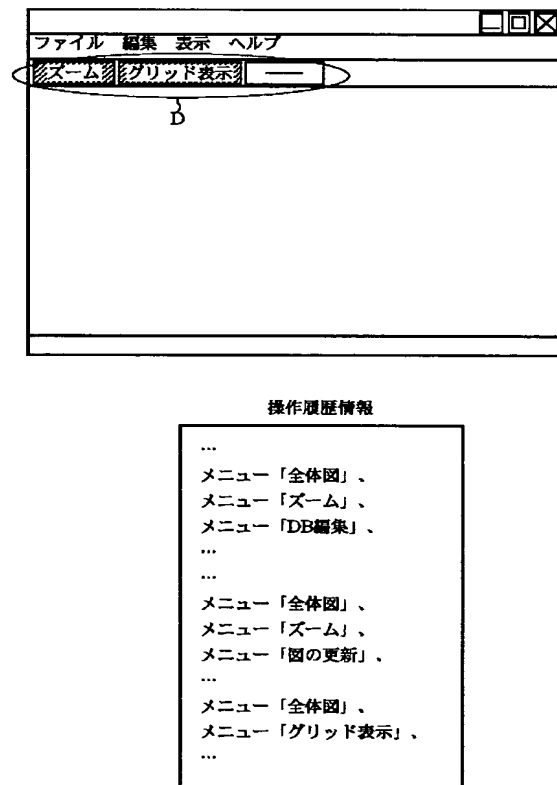 ファイル 編集 表示 ヘルプ
ズーム グリッド表示 ――
D
操作履歴情報
…
メニュー「全体図」、
メニュー「ズーム」、
メニュー「DB編集」、
…
…
メニュー「全体図」、
メニュー「ズーム」、
メニュー「図の更新」、
…
メニュー「全体図」、
メニュー「グリッド表示」、
…